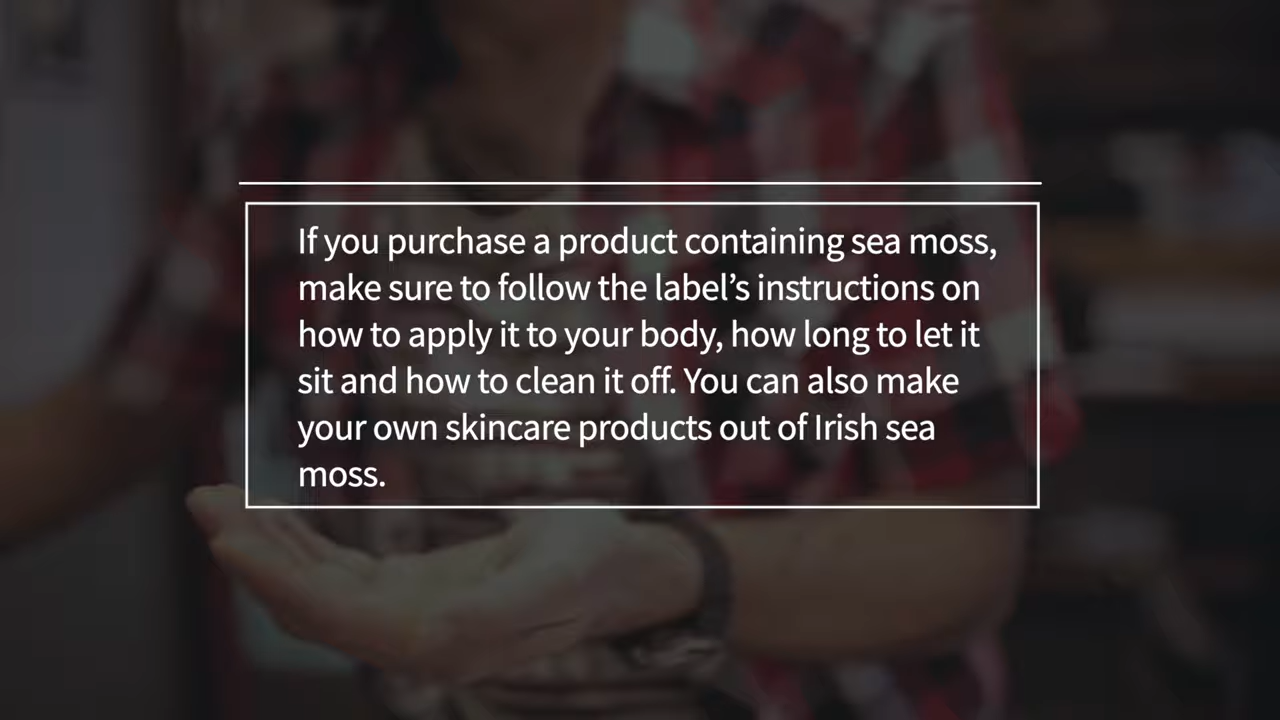 If you purchase a product containing sea moss,
make sure to follow the label’s instructions on
how to apply it to your body, how long to let it
sit and how to clean it off. You can also make
your own skincare products out of Irish sea
moss.